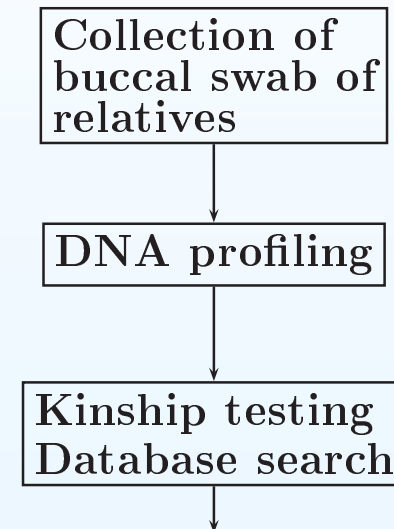 Collection of
buccal swab of
relatives
DNA profiling
Kinship testing
Database search